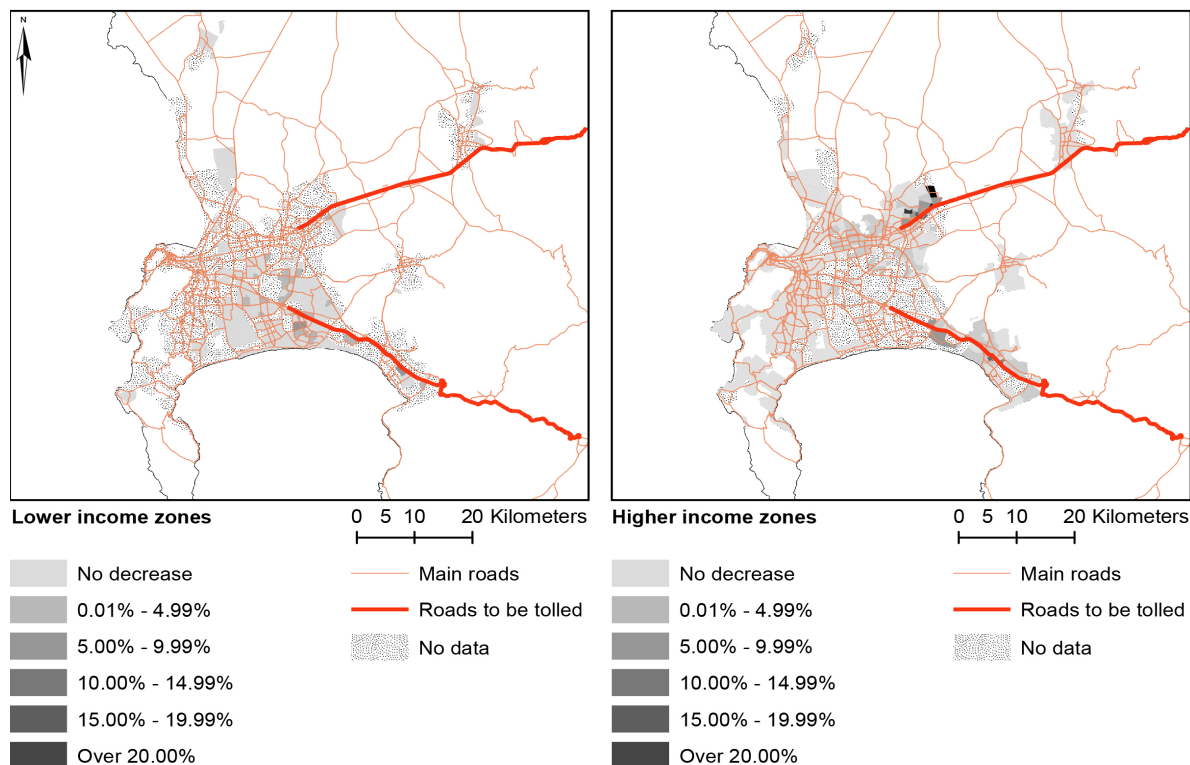 N
Lower income zones
0 5 10 20 Kilometers
No decrease
Main roads
0.01% - 4.99%
Roads to be tolled
5.00% - 9.99%
No data
10.00% - 14.99%
15.00% - 19.99%
Over 20.00%
Higher income zones
0 5 10 20 Kilometers
No decrease
Main roads
0.01% - 4.99%
Roads to be tolled
5.00% - 9.99%
No data
10.00% - 14.99%
15.00% - 19.99%
Over 20.00%